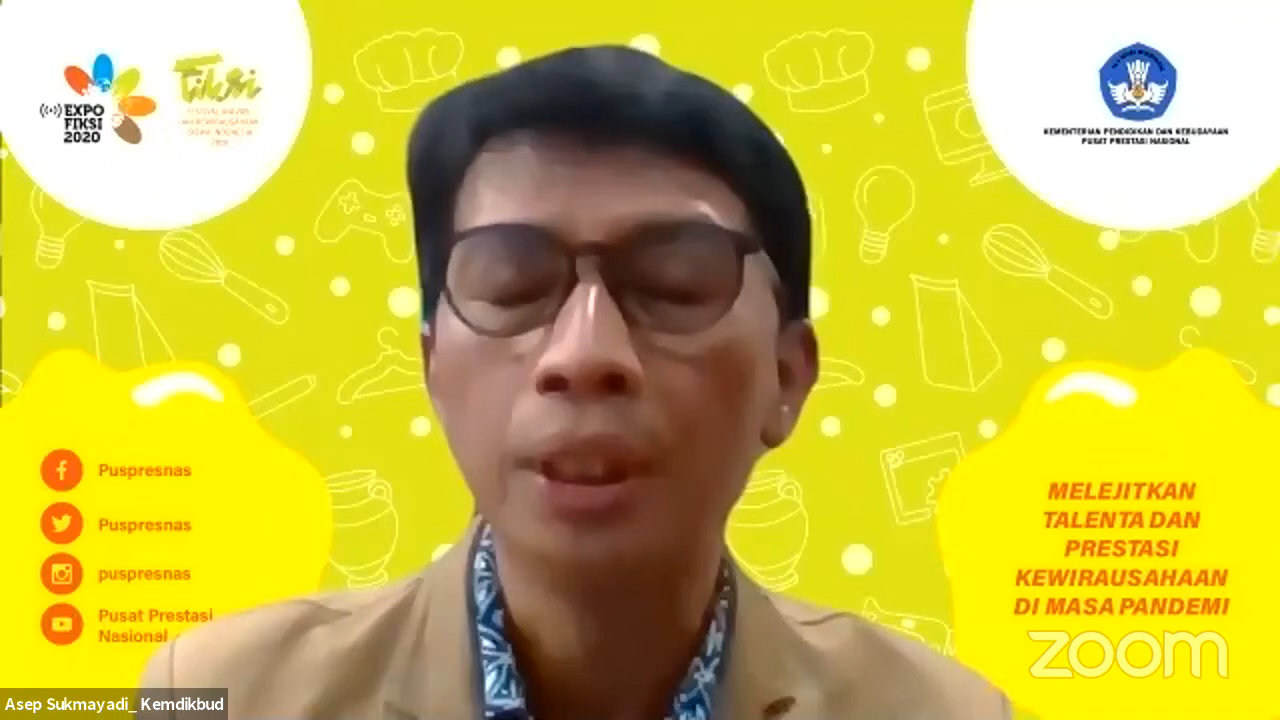 EXPO
FIKSI
2020
Fiksi
KEMENTERIAN PENDIDIKAN DAN KEBUDAYAAN
PUSAT PRESTASI NASIONAL
Puspresnas
Puspresnas
puspresnas
Pusat Prestasi
Nasional
MELEJITKAN
TALENTA DAN
PRESTASI
KEWIRAUSAHAAN
DI MASA PANDEMI
zoom
Asep Sukmayadi_ Kemdikbud